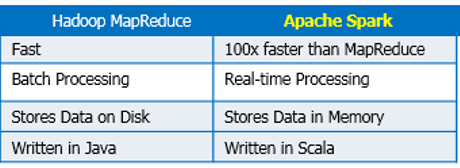 Hadoop MapReduce Apache Spark
Fast 100x faster than MapReduce
Batch Processing Real-time Processing
Stores Data on Disk Stores Data in Memory
Written in Java Written in Scala